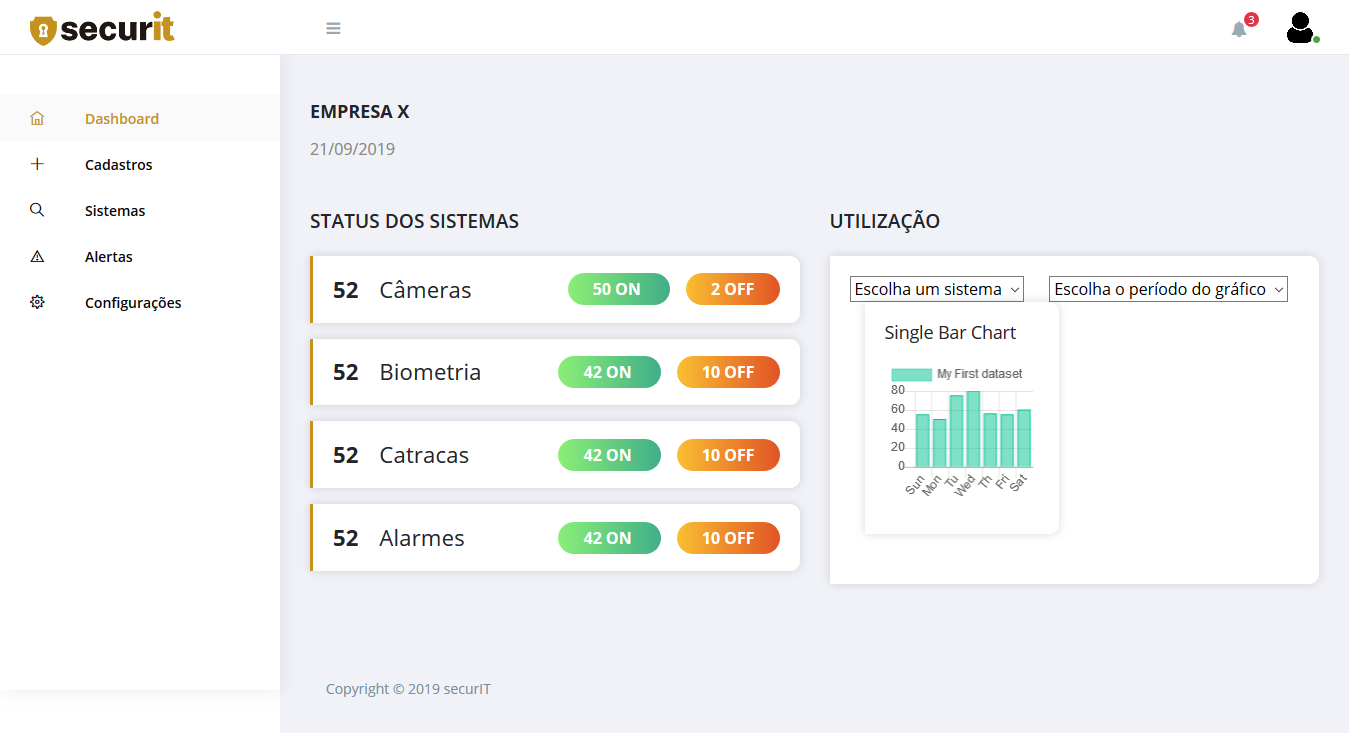 securit
3
Dashboard
Cadastros
Sistemas
Alertas
Configurações
EMPRESA X
21/09/2019
STATUS DOS SISTEMAS
52 Câmeras 50 ON 2 OFF
52 Biometria 42 ON 10 OFF
52 Catracas 42 ON 10 OFF
52 Alarmes 42 ON 10 OFF
UTILIZAÇÃO
Escolha um sistema Escolha o período do gráfico
Single Bar Chart
My First dataset
80
60
40
20
0
Sun Mon Tu Wed Th Fri Sat
Copyright © 2019 securIT